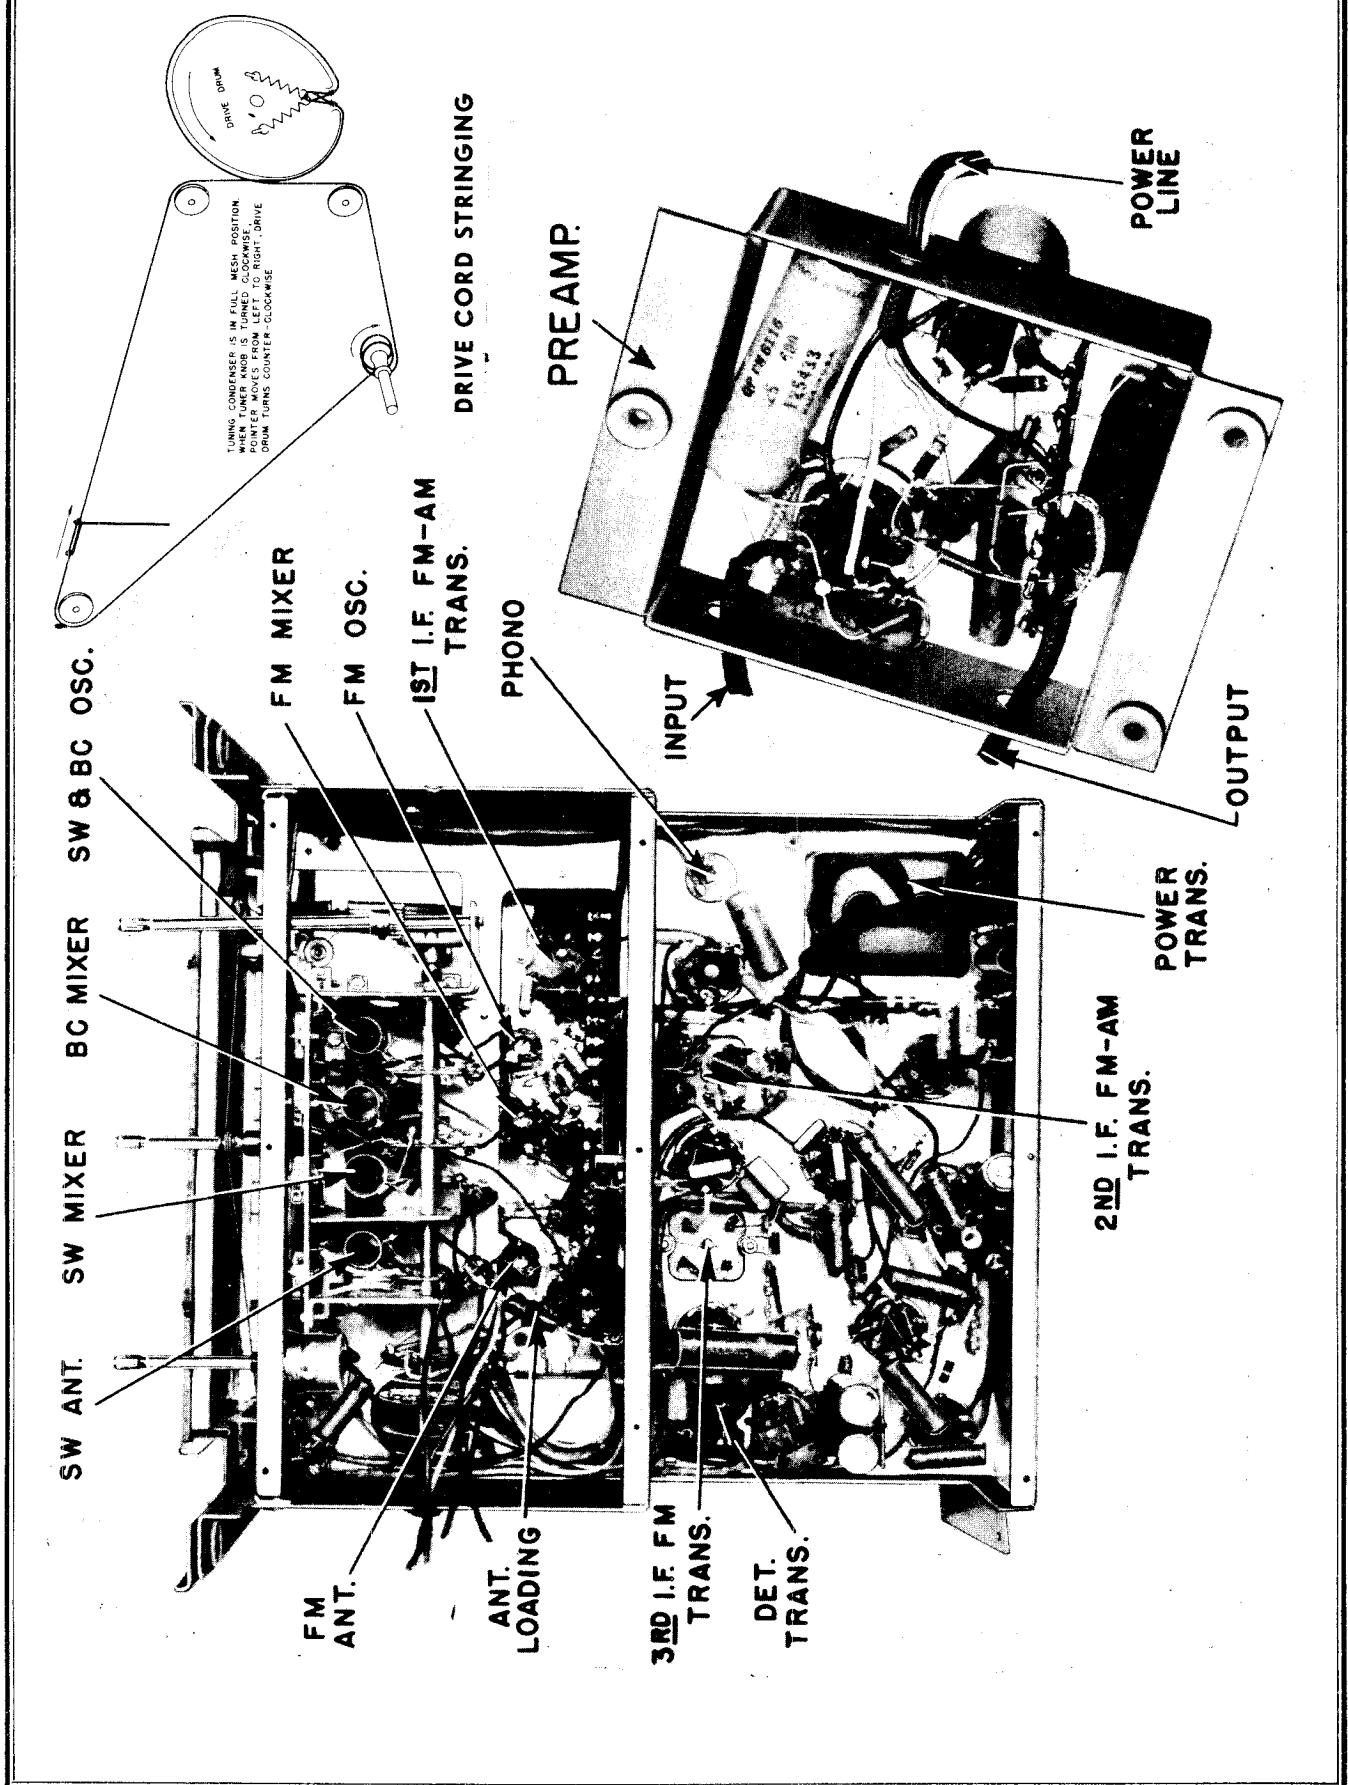 SW ANT.
SW MIXER
BC MIXER
SW & BC OSC.
FM MIXER
FM OSC.
1ST I.F. FM-AM
TRANS.
PHONO
FM
ANT.
ANT.
LOADING
3RD I.F. FM
TRANS.
DET.
TRANS.
2ND I.F. FM-AM
TRANS.
POWER
TRANS.
DRIVE DRUM
TUNING CONDENSER IS IN FULL MESH POSITION.
WHEN TUNER KNOB IS TURNED CLOCKWISE,
POINTER MOVES FROM LEFT TO RIGHT, DRIVE
DRUM TURNS COUNTER-CLOCKWISE
DRIVE CORD STRINGING
PREAMP.
INPUT
OUTPUT
POWER
LINE